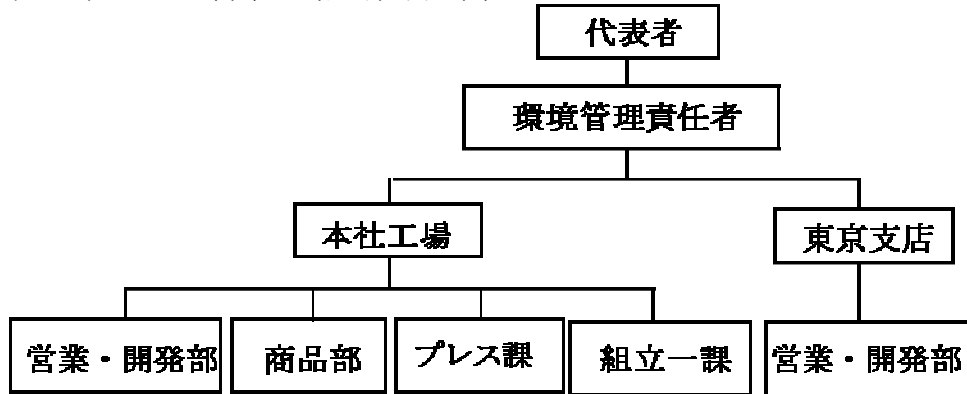 代表者
環境管理責任者
本社工場
東京支店
営業・開発部
商品部
プレス課
組立一課
営業・開発部